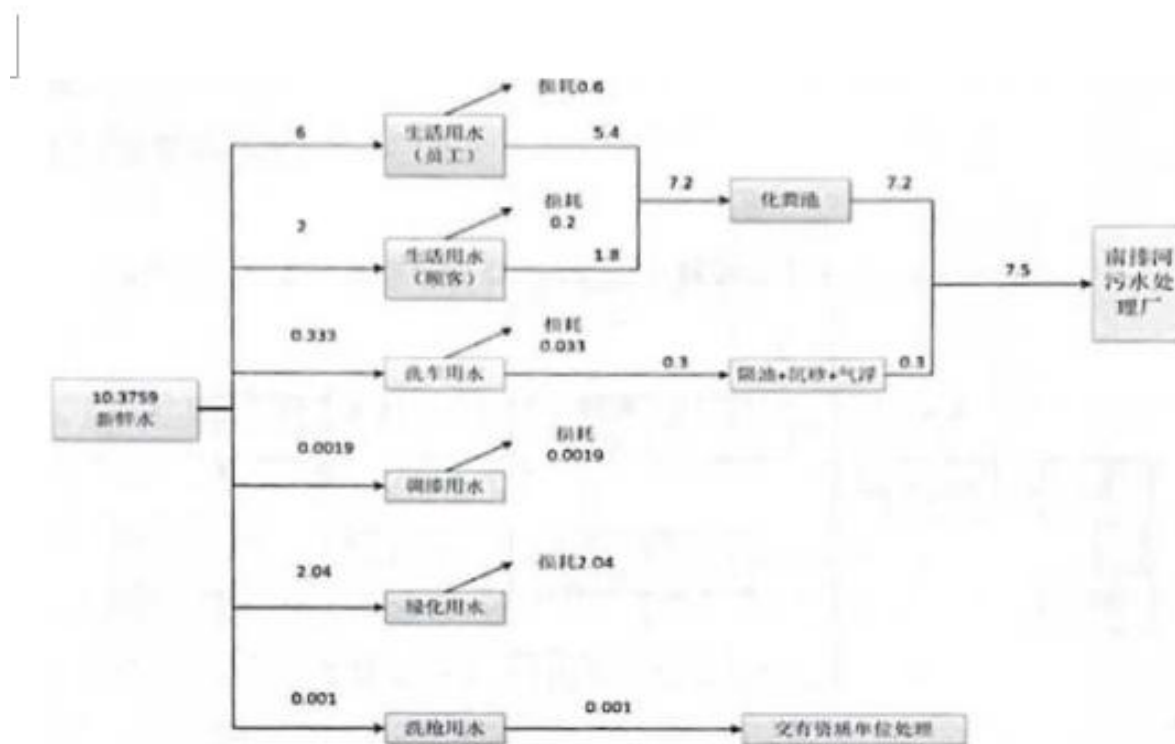 损耗0.6
6
生活用水
（员工）
5.4
损耗
0.2
2
生活用水
（顾客）
1.8
7.2
化粪池
7.2
7.5
南排河
污水处
理厂
0.333
损耗
0.033
洗车用水
0.3
隔油+沉砂+气浮
0.3
10.3759
新鲜水
0.0019
损耗
0.0019
调漆用水
2.04
损耗2.04
绿化用水
0.001
洗枪用水
0.001
交有资质单位处理